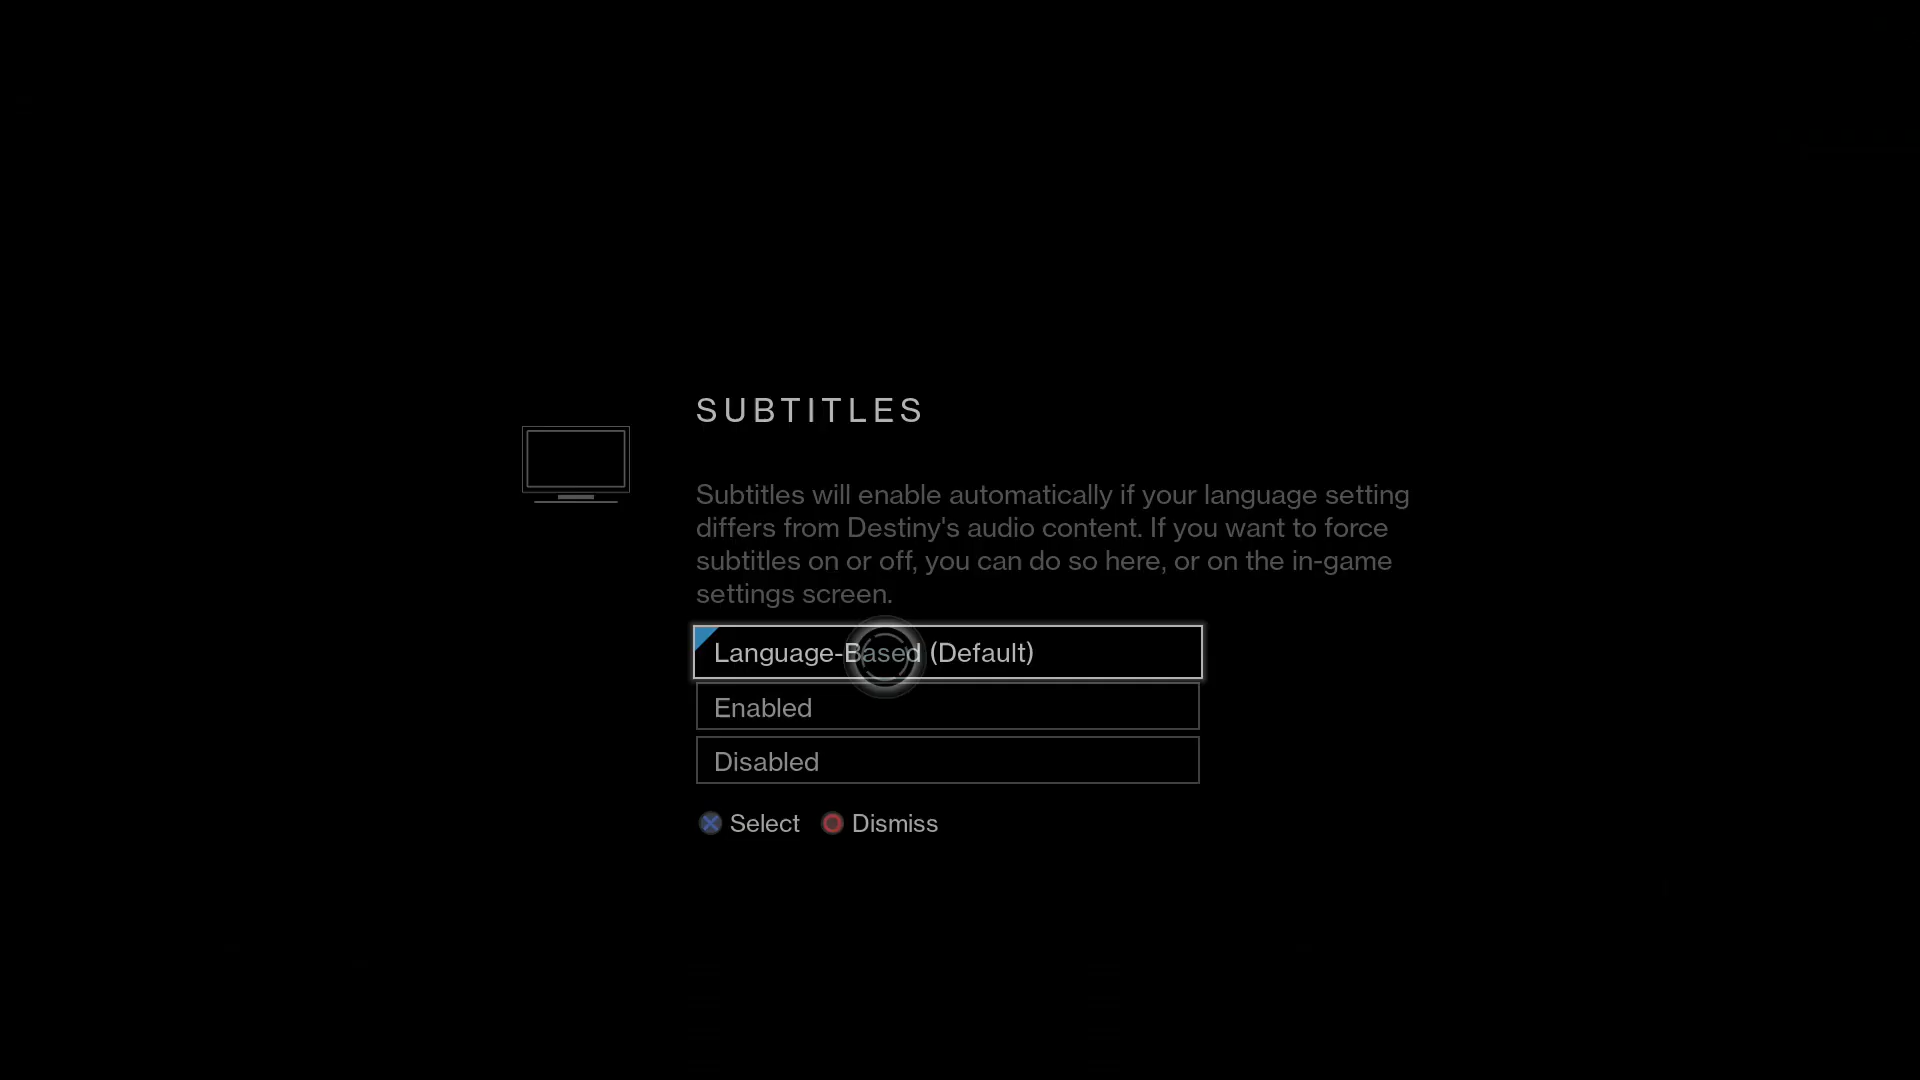 SUBTITLES
Subtitles will enable automatically if your language setting
differs from Destiny's audio content. If you want to force
subtitles on or off, you can do so here, or on the in-game
settings screen.
Language-Based (Default)
Enabled
Disabled
Select Dismiss